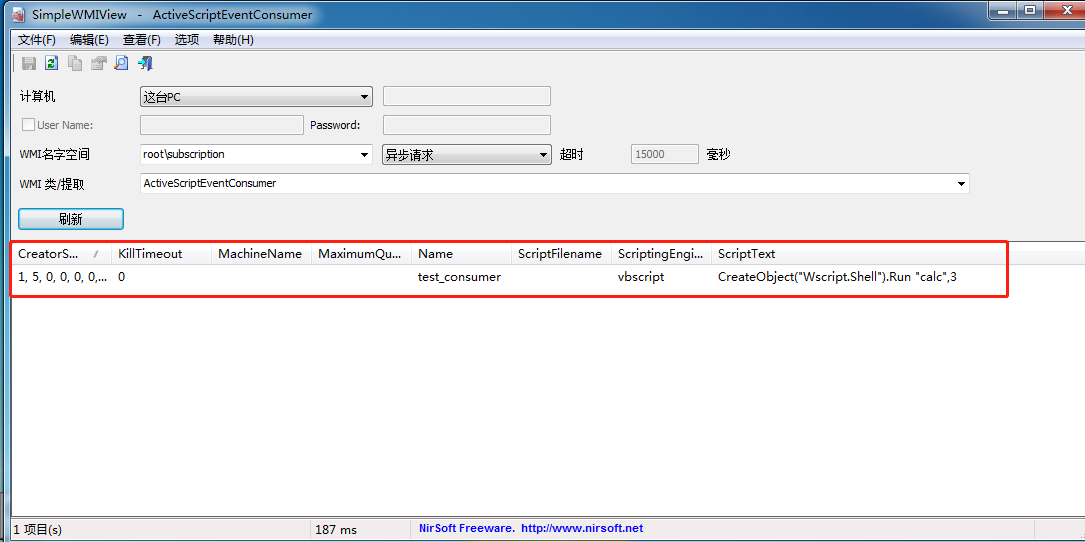 SimpleWMIView - ActiveScriptEventConsumer
文件(F) 编辑(E) 查看(F) 选项 帮助(H)
计算机 这台PC
User Name: Password:
WMI名字空间 root\subscription 异步请求 超时 15000 毫秒
WMI 类/提取 ActiveScriptEventConsumer
刷新
CreatorS... KillTimeout MachineName MaximumQu... Name ScriptFilename ScriptingEngi... ScriptText
1, 5, 0, 0, 0, 0,... 0 test_consumer vbscript CreateObject("Wscript.Shell").Run "calc",3
1 项目(s) 187 ms NirSoft Freeware. http://www.nirsoft.net